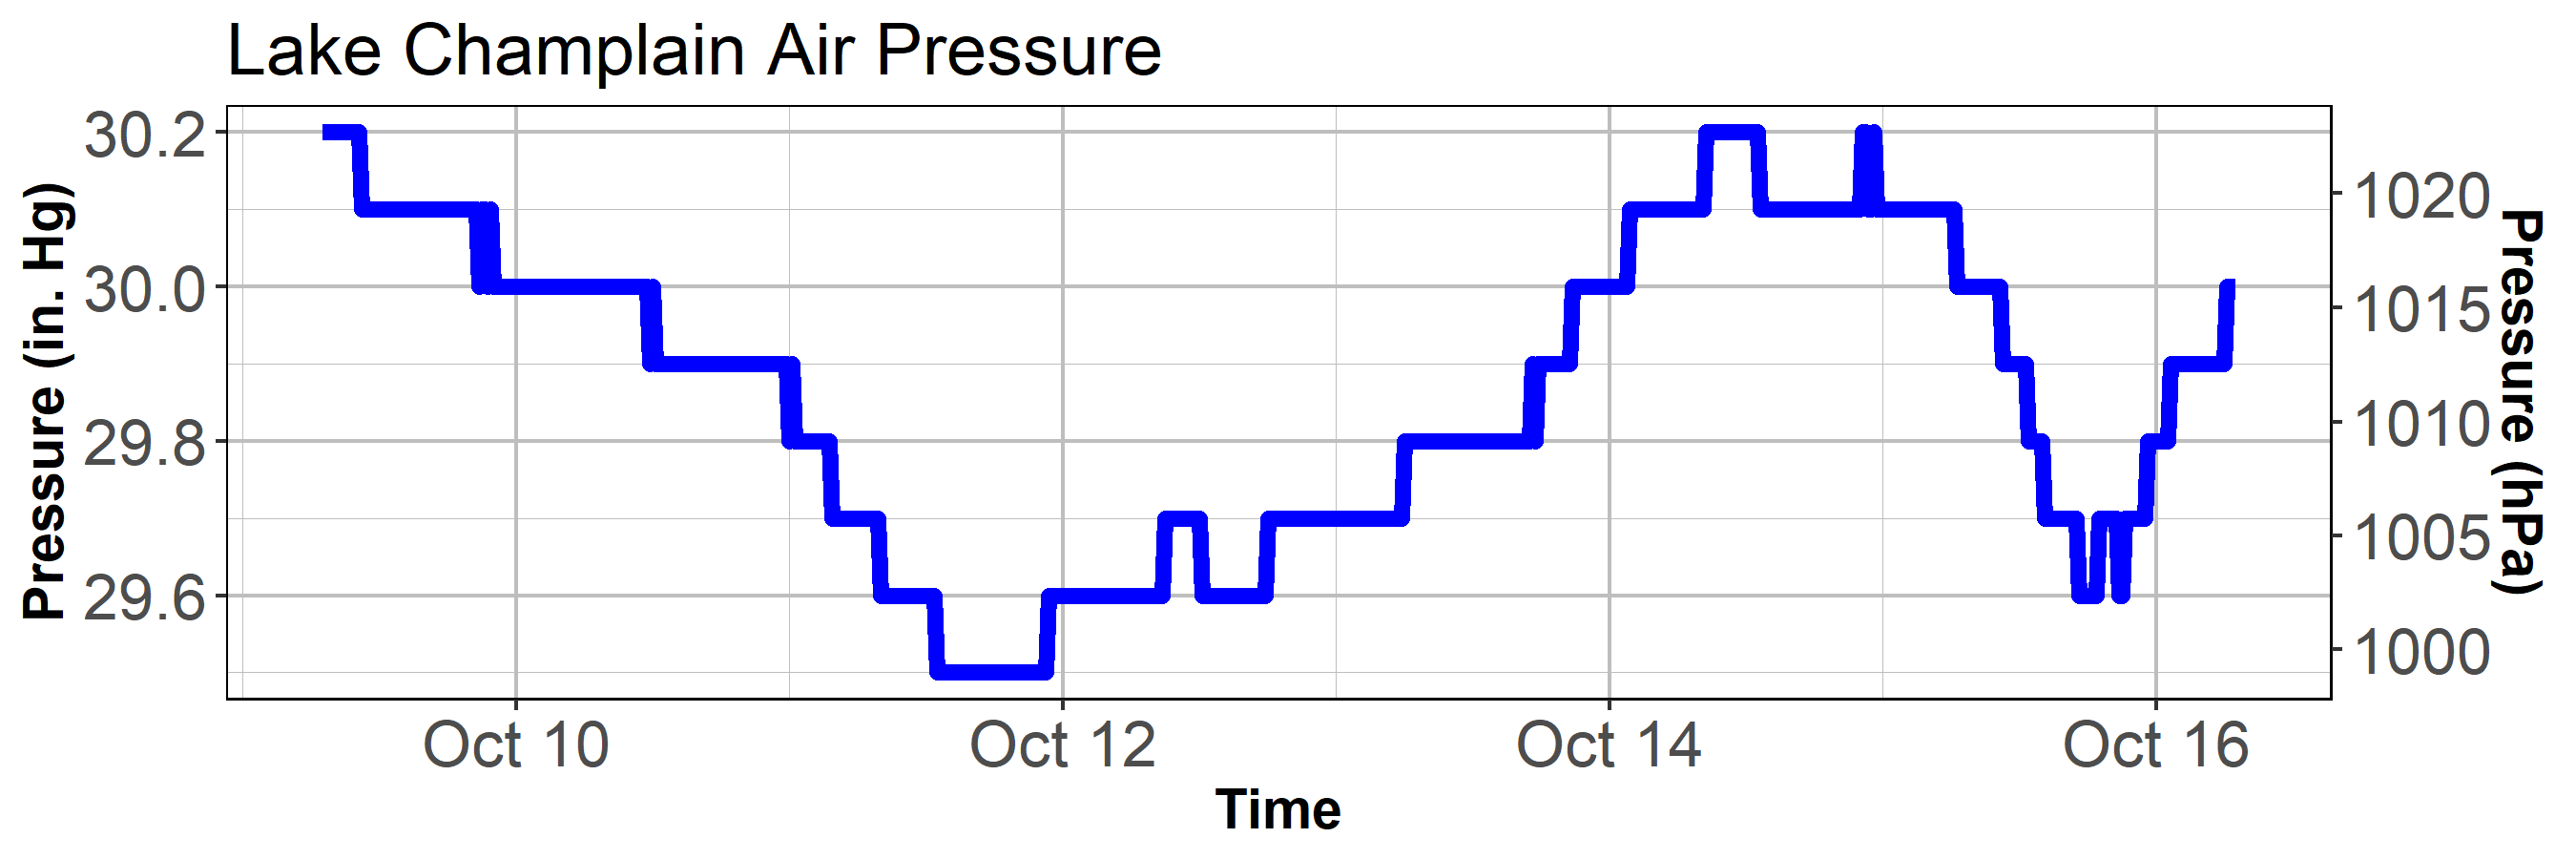 Lake Champlain Air Pressure
Pressure (in. Hg)
30.2
30.0
29.8
29.6
1020
1015
1010
1005
1000
Pressure (hPa)
Oct 10 Oct 12 Oct 14 Oct 16
Time